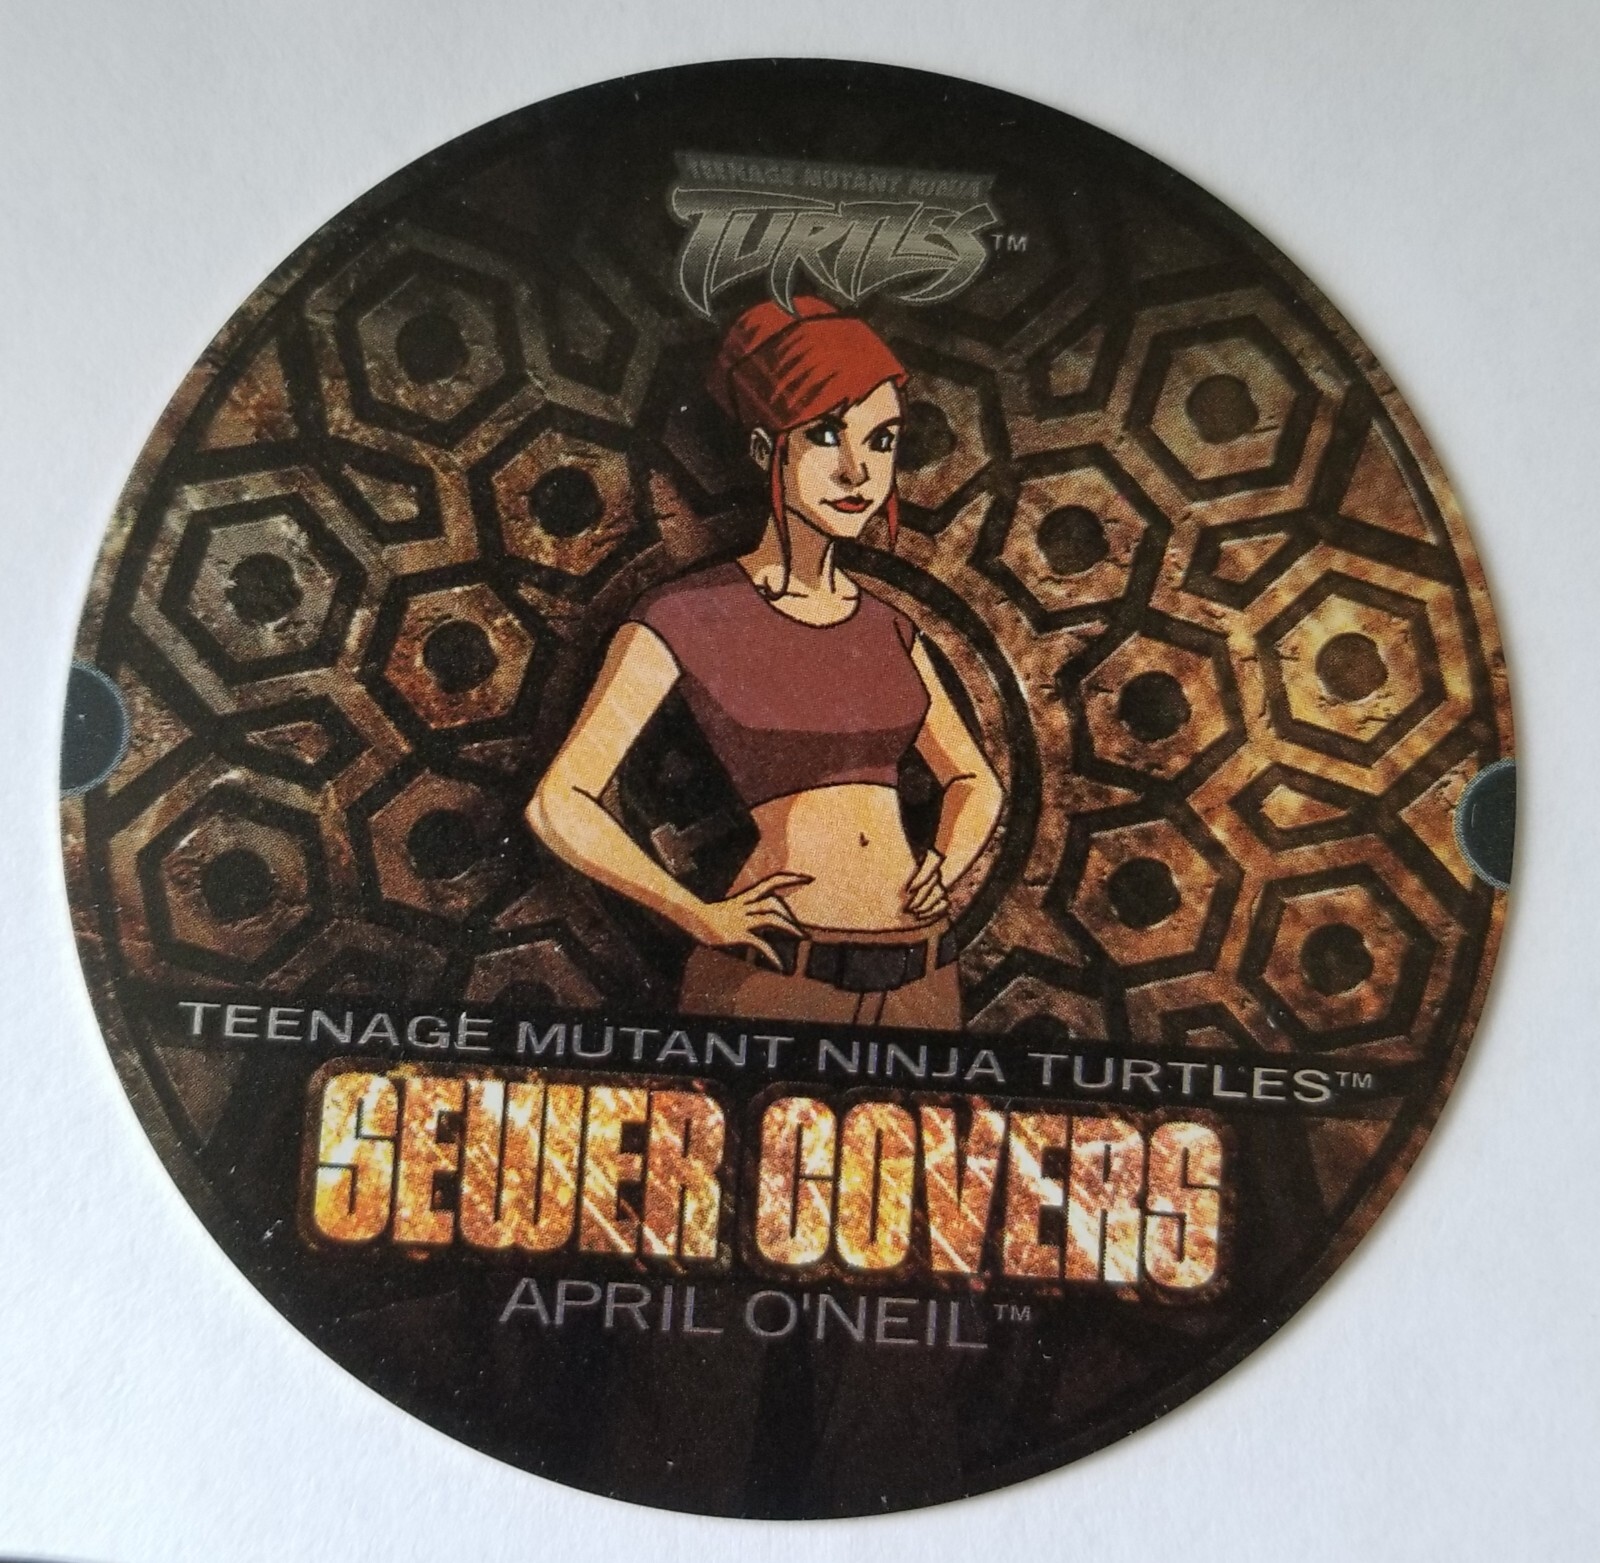 TEENAGE MUTANT NINJA
TURTLES™
TEENAGE MUTANT NINJA TURTLES™
SEWER COVERS
APRIL O'NEIL™